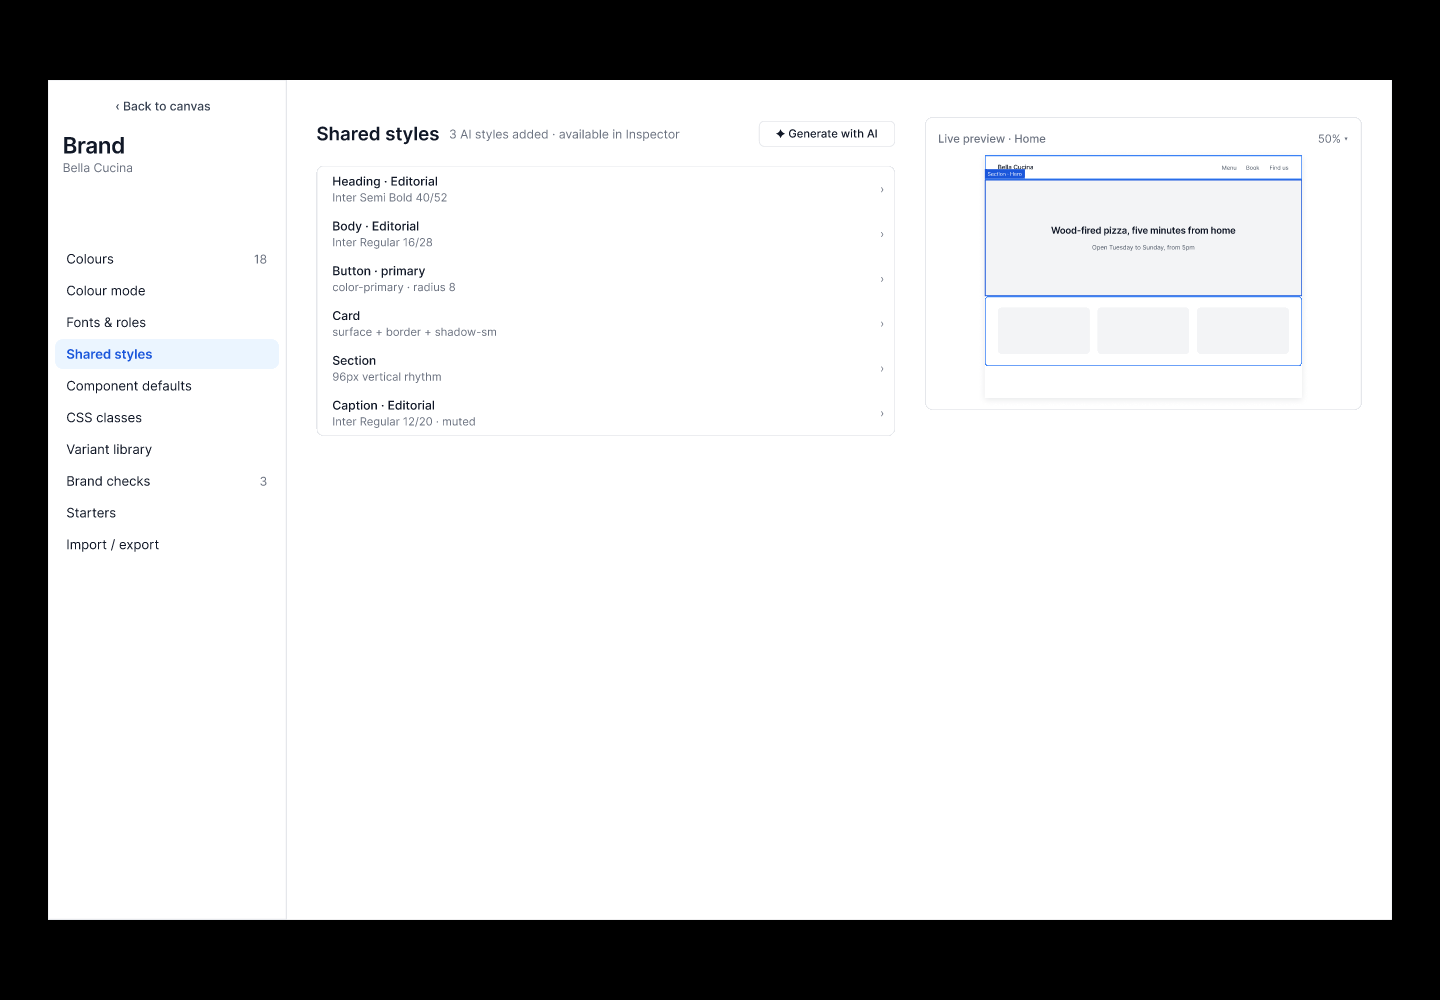 ‹ Back to canvas
Brand
Bella Cucina
Colours 18
Colour mode
Fonts & roles
Shared styles
Component defaults
CSS classes
Variant library
Brand checks 3
Starters
Import / export
Shared styles 3 AI styles added · available in Inspector
✦ Generate with AI
Heading · Editorial
Inter Semi Bold 40/52
Body · Editorial
Inter Regular 16/28
Button · primary
color-primary · radius 8
Card
surface + border + shadow-sm
Section
96px vertical rhythm
Caption · Editorial
Inter Regular 12/20 · muted
Live preview · Home 50%
Bella Cucina Menu Book Find us
Section · Hero
Wood-fired pizza, five minutes from home
Open Tuesday to Sunday, from 5pm